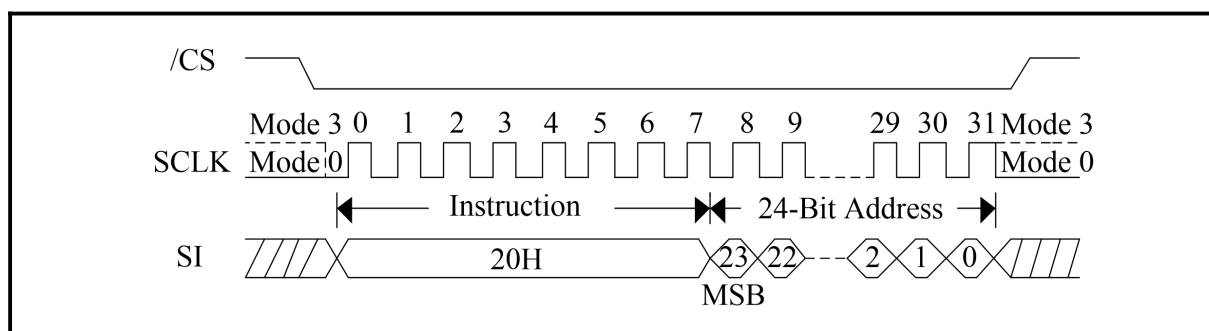 /CS
Mode 3 0 1 2 3 4 5 6 7 8 9 29 30 31 Mode 3
SCLK Mode 0 Mode 0
Instruction 24-Bit Address
SI 20H 23 22 2 1 0
MSB